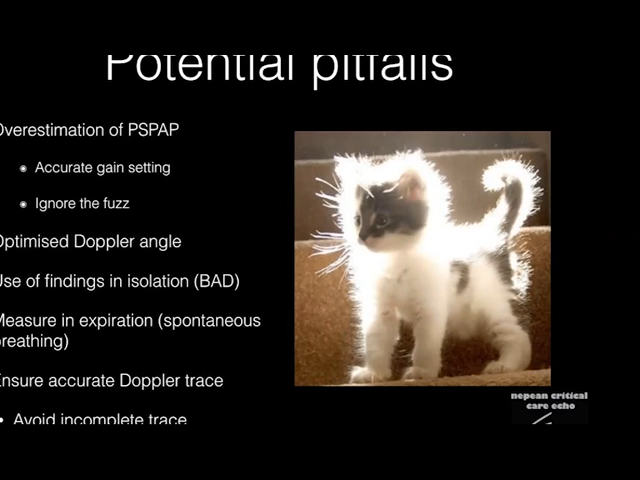 Potential pitfalls
Overestimation of PSPAP
Accurate gain setting
Ignore the fuzz
Optimised Doppler angle
Use of findings in isolation (BAD)
Measure in expiration (spontaneous
breathing)
Ensure accurate Doppler trace
Avoid incomplete trace
nepean critical
care echo